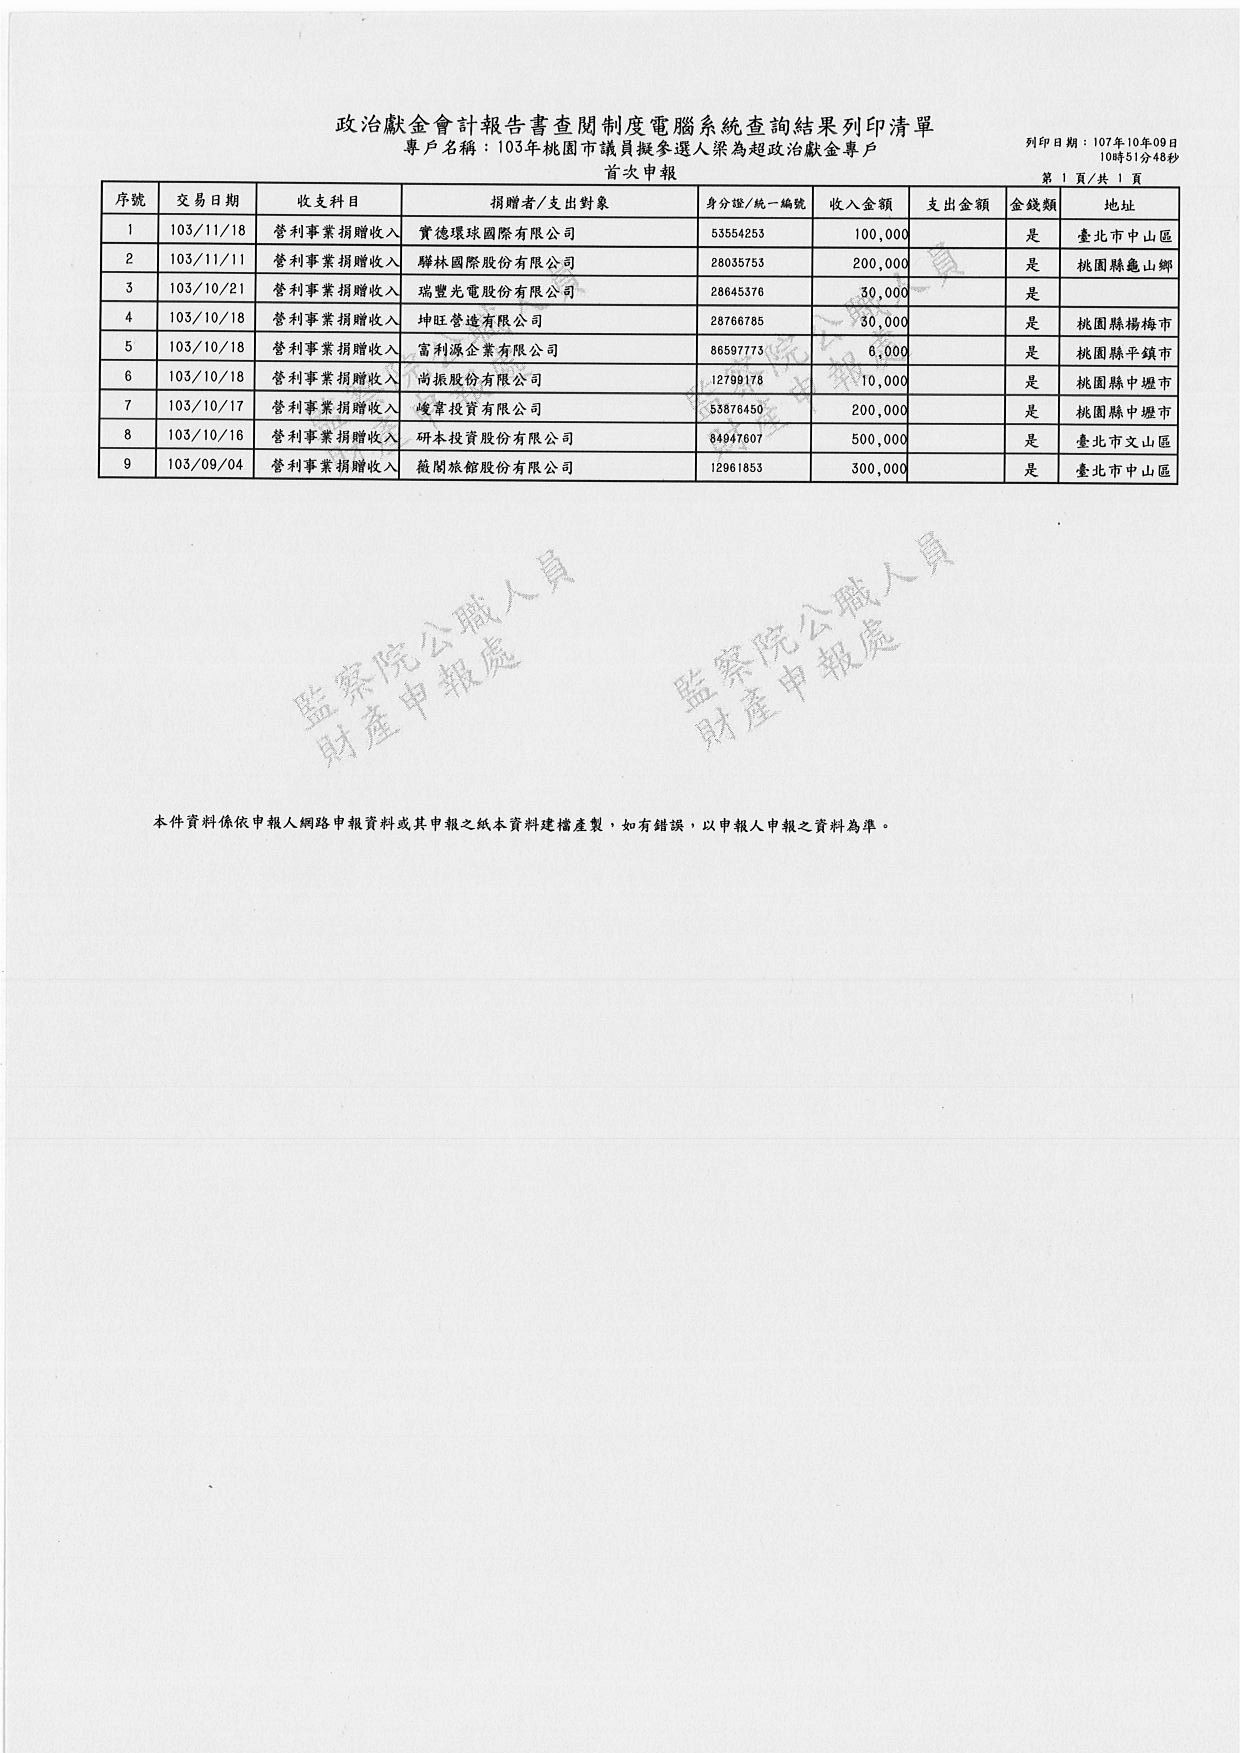 政治獻金會計報告書查閱制度電腦系統查詢結果列印清單
專戶名稱：103年桃園市議員擬參選人梁為超政治獻金專戶
首次申報
列印日期：107年10年09日
10時51分48秒
第 1 頁/共 1 頁
序號 交易日期 收支科目 捐贈者/支出對象 身分證/統一編號 收入金額 支出金額 金錢類 地址
1 103/11/18 營利事業捐贈收入 實德環球國際有限公司 53554253 100,000 是 臺北市中山區
2 103/11/11 營利事業捐贈收入 驊林國際股份有限公司 28035753 200,000 是 桃園縣龜山鄉
3 103/10/21 營利事業捐贈收入 瑞豐光電股份有限公司 28645376 30,000 是
4 103/10/18 營利事業捐贈收入 坤旺營造有限公司 28766785 30,000 是 桃園縣楊梅市
5 103/10/18 營利事業捐贈收入 富利源企業有限公司 86597773 6,000 是 桃園縣平鎮市
6 103/10/18 營利事業捐贈收入 尚振股份有限公司 12799178 10,000 是 桃園縣中壢市
7 103/10/17 營利事業捐贈收入 峻韋投資有限公司 53876450 200,000 是 桃園縣中壢市
8 103/10/16 營利事業捐贈收入 研本投資股份有限公司 84947607 500,000 是 臺北市文山區
9 103/09/04 營利事業捐贈收入 薇閣旅館股份有限公司 12961853 300,000 是 臺北市中山區
監察院公職人員
財產申報處
監察院公職人員
財產申報處
監察院公職人員
財產申報處
監察院公職人員
財產申報處
本件資料係依申報人網路申報資料或其申報之紙本資料建檔產製，如有錯誤，以申報人申報之資料為準。